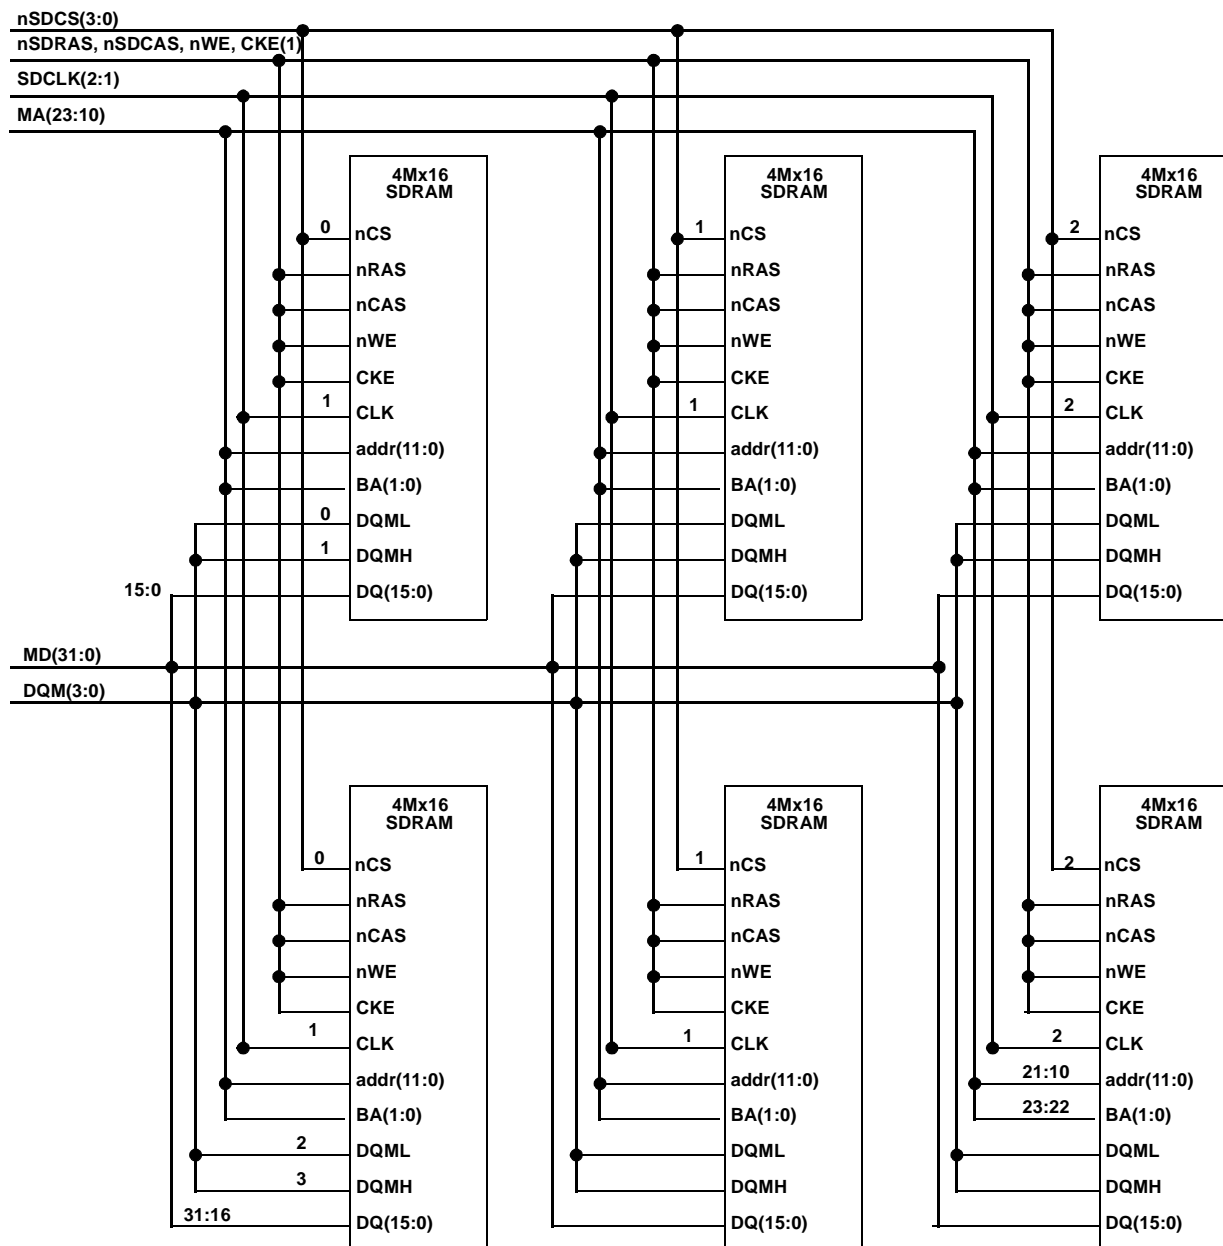 nSDCS(3:0)
nSDRAS, nSDCAS, nWE, CKE(1)
SDCLK(2:1)
MA(23:10)
4Mx16
SDRAM
0
nCS
nRAS
nCAS
nWE
CKE
1
CLK
addr(11:0)
BA(1:0)
0
DQML
1
DQMH
15:0
DQ(15:0)
4Mx16
SDRAM
1
nCS
nRAS
nCAS
nWE
CKE
1
CLK
addr(11:0)
BA(1:0)
DQML
DQMH
DQ(15:0)
4Mx16
SDRAM
2
nCS
nRAS
nCAS
nWE
CKE
2
CLK
addr(11:0)
BA(1:0)
DQML
DQMH
DQ(15:0)
MD(31:0)
DQM(3:0)
4Mx16
SDRAM
0
nCS
nRAS
nCAS
nWE
CKE
1
CLK
addr(11:0)
BA(1:0)
2
DQML
3
DQMH
31:16
DQ(15:0)
4Mx16
SDRAM
1
nCS
nRAS
nCAS
nWE
CKE
1
CLK
addr(11:0)
BA(1:0)
DQML
DQMH
DQ(15:0)
4Mx16
SDRAM
2
nCS
nRAS
nCAS
nWE
CKE
2
CLK
21:10
addr(11:0)
23:22
BA(1:0)
DQML
DQMH
DQ(15:0)